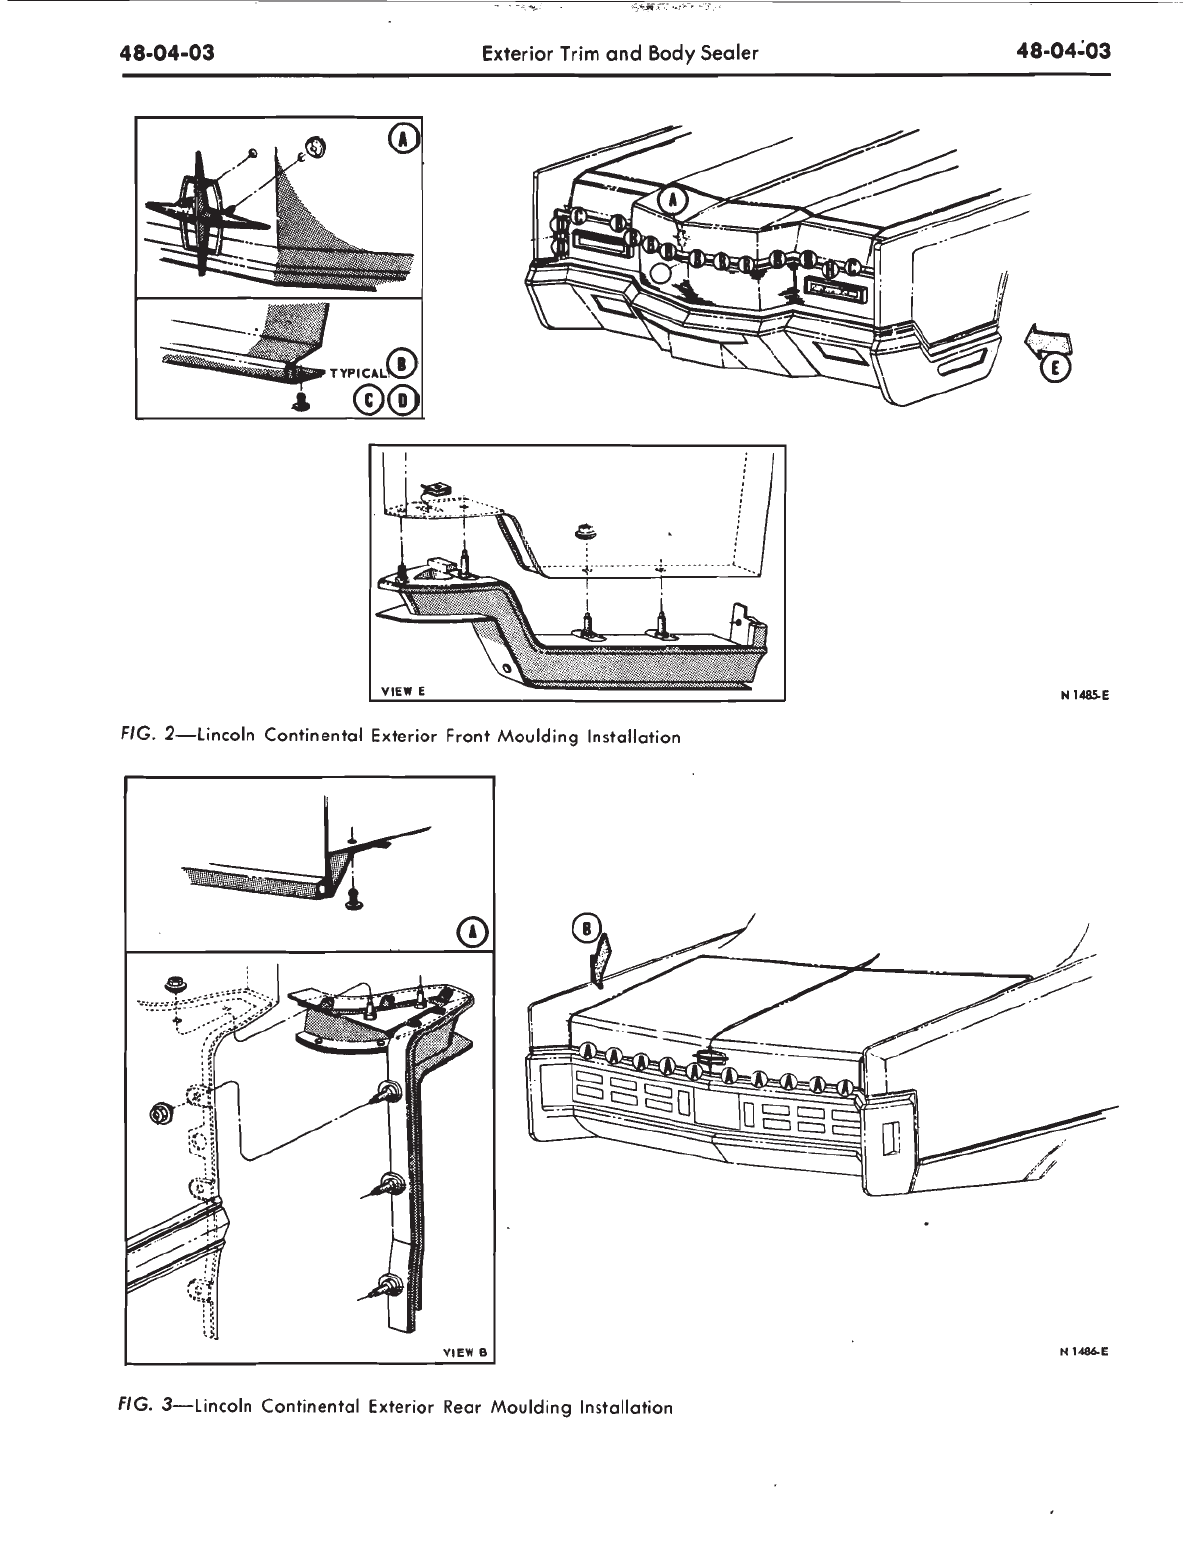 48-04-03 Exterior Trim and Body Sealer 48-04-03
A
TYPICAL B
C D
A
C B B B B B B B B B H C
E
VIEW E
N 1485-E
FIG. 2—Lincoln Continental Exterior Front Moulding Installation
A
B
A A A A A A A A A A
VIEW B
N 1486-E
FIG. 3—Lincoln Continental Exterior Rear Moulding Installation